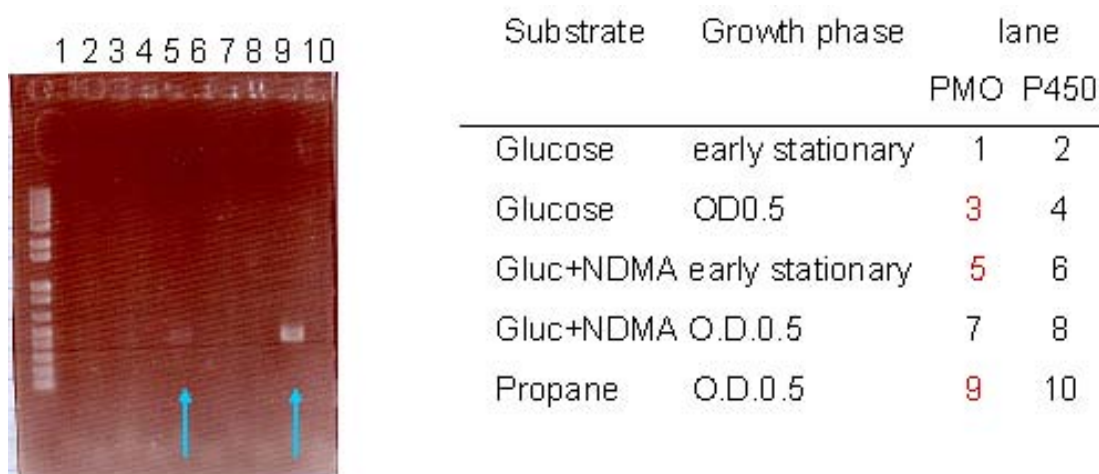 1 2 3 4 5 6 7 8 9 10
Substrate Growth phase lane
PMO P450
Glucose early stationary 1 2
Glucose OD0.5 3 4
Gluc+NDMA early stationary 5 6
Gluc+NDMA O.D.0.5 7 8
Propane O.D.0.5 9 10